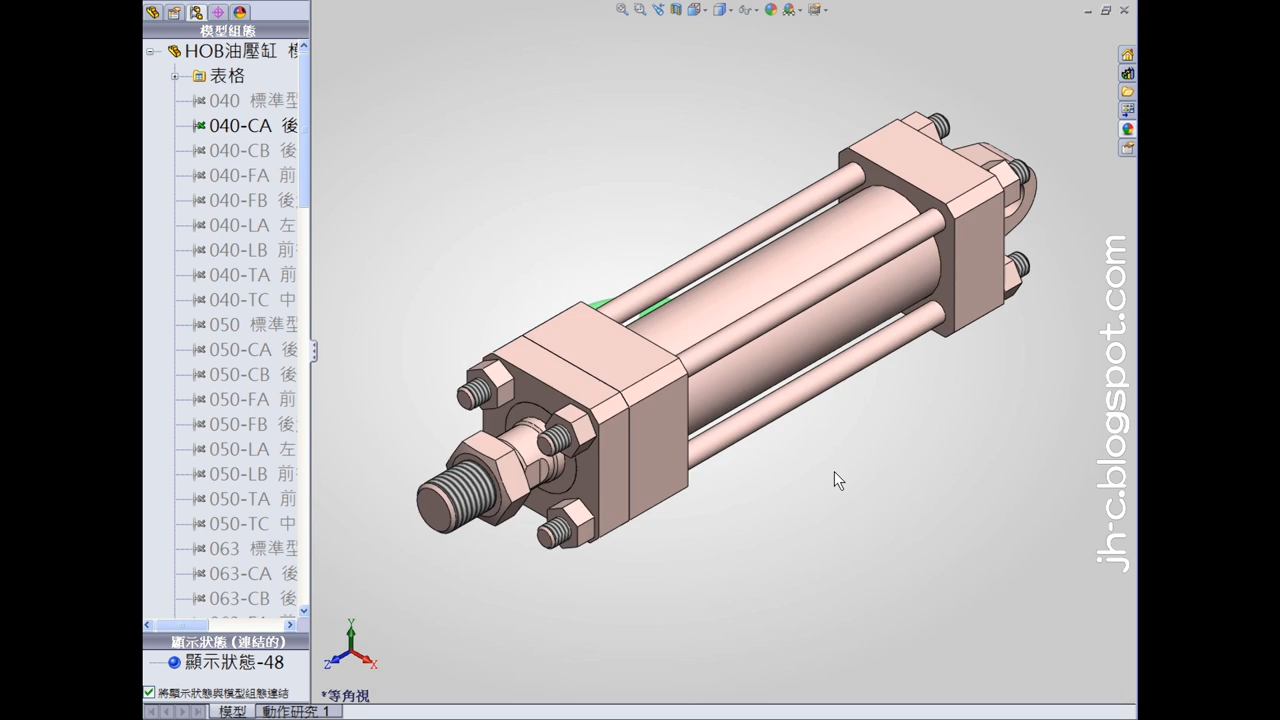 模型組態
HOB油壓缸
表格
040 標準型
040-CA 後
040-CB 後
040-FA 前
040-FB 後
040-LA 左
040-LB 前
040-TA 前
040-TC 中
050 標準型
050-CA 後
050-CB 後
050-FA 前
050-FB 後
050-LA 左
050-LB 前
050-TA 前
050-TC 中
063 標準型
063-CA 後
063-CB 後
顯示狀態(連結的)
顯示狀態-48
將顯示狀態與模型組態連結
模型 動作研究 1
Y
Z X
*等角視
jh-c.blogspot.com